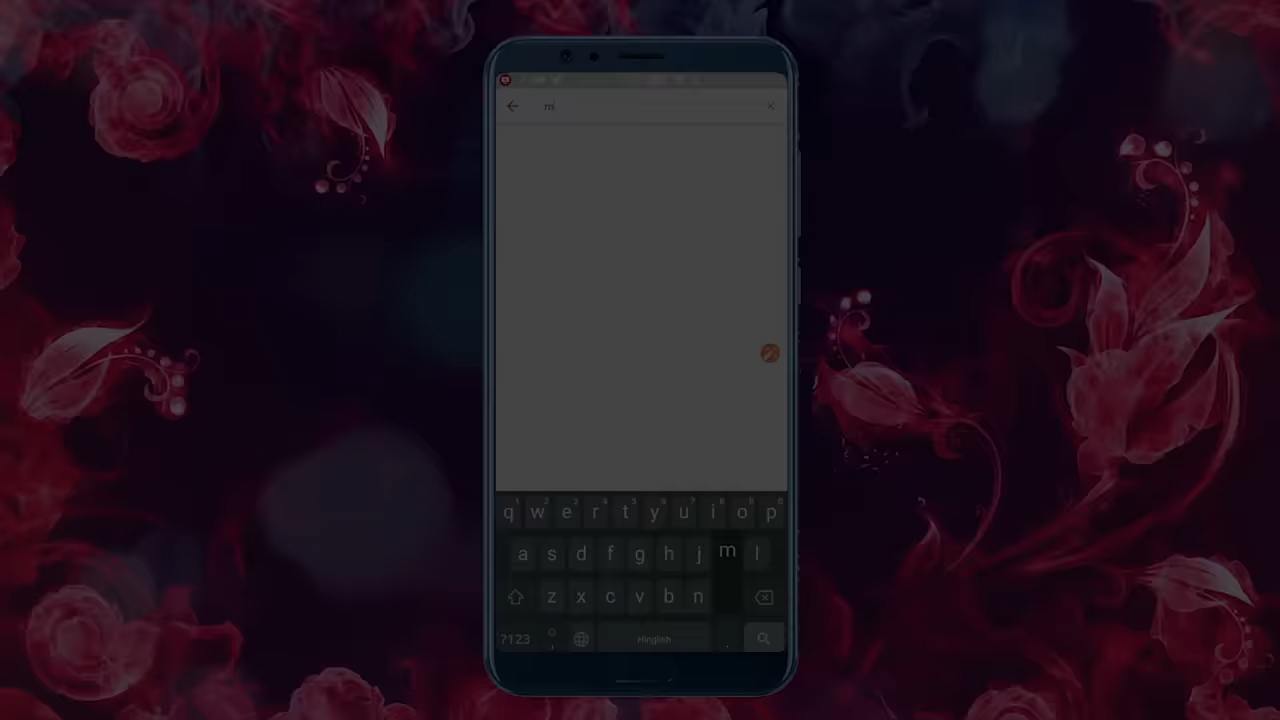 m
q w e r t y u i o p
a s d f g h j m l
z x c v b n
?123 , Hinglish .